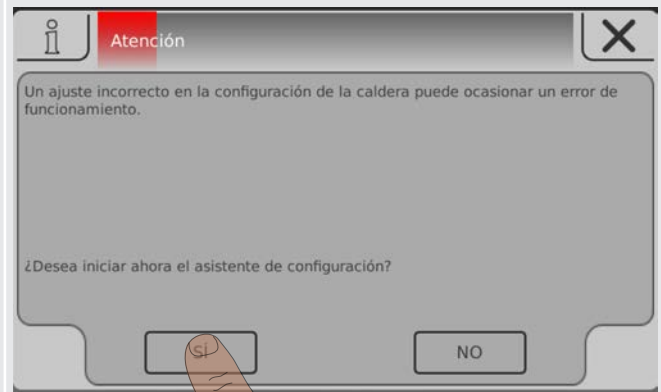 Atención
Un ajuste incorrecto en la configuración de la caldera puede ocasionar un error de
funcionamiento.
¿Desea iniciar ahora el asistente de configuración?
SÍ
NO